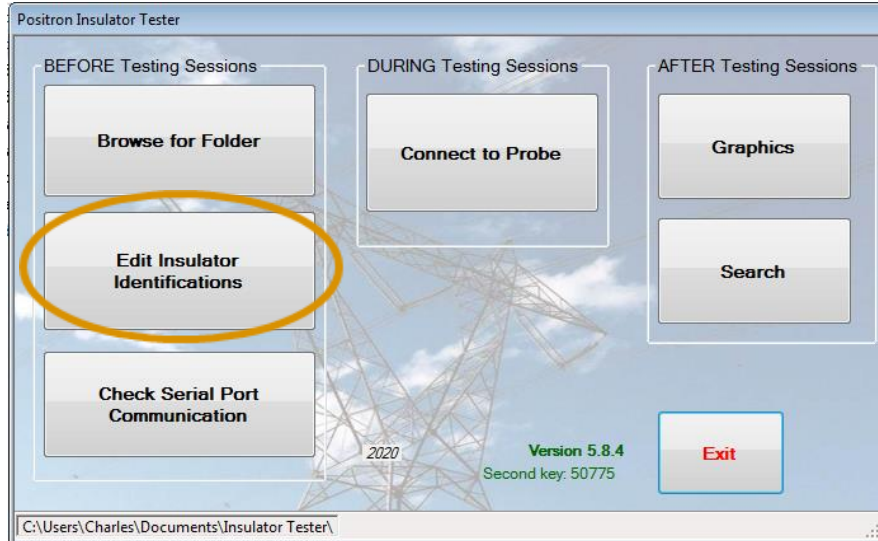 Positron Insulator Tester
BEFORE Testing Sessions
Browse for Folder
Edit Insulator
Identifications
Check Serial Port
Communication
DURING Testing Sessions
Connect to Probe
AFTER Testing Sessions
Graphics
Search
2020
Version 5.8.4
Second key: 50775
Exit
C:\Users\Charles\Documents\Insulator Tester\